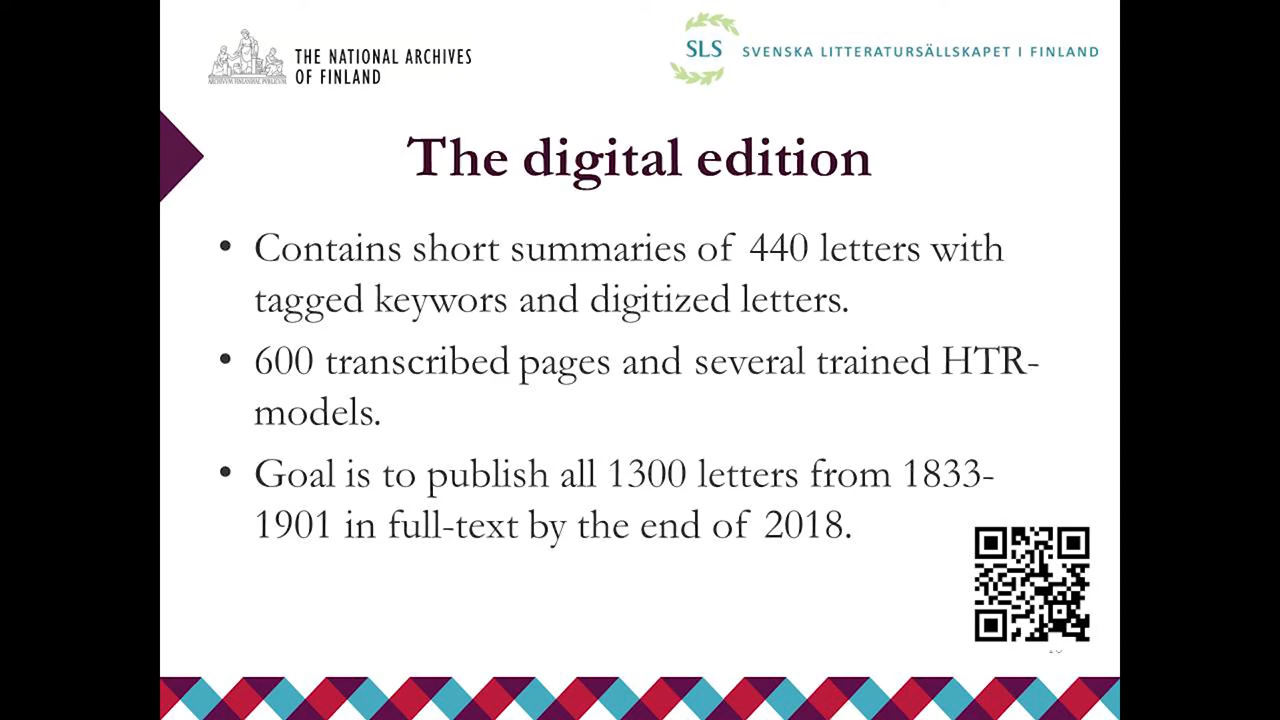 THE NATIONAL ARCHIVES
OF FINLAND
SLS SVENSKA LITTERATURSÄLLSKAPET I FINLAND
The digital edition
• Contains short summaries of 440 letters with
tagged keywors and digitized letters.
• 600 transcribed pages and several trained HTR-
models.
• Goal is to publish all 1300 letters from 1833-
1901 in full-text by the end of 2018.